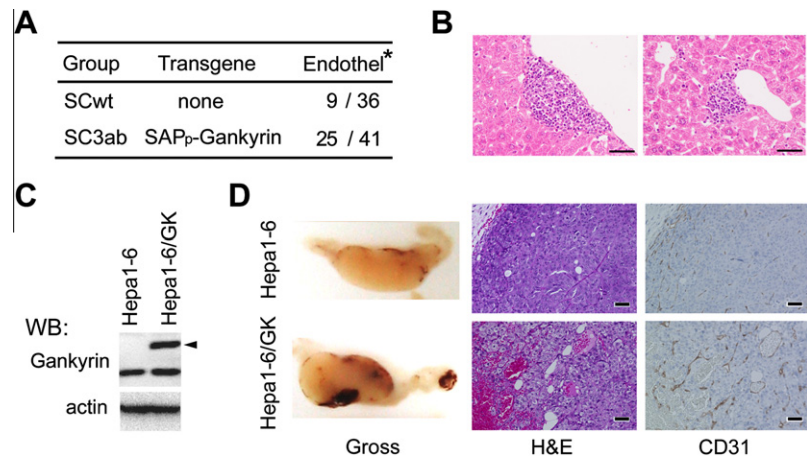 A
Group Transgene Endothel*
SCwt none 9 / 36
SC3ab SAPp-Gankyrin 25 / 41
B
C
Hepa1-6
Hepa1-6/GK
WB:
Gankyrin
actin
D
Hepa1-6
Hepa1-6/GK
Gross
H&E
CD31